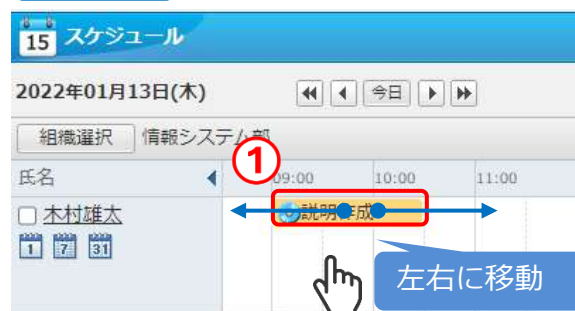 15 スケジュール
2022年01月13日(木)
今日
組織選択 情報システム部
①
氏名 09:00 10:00 11:00
木村雄太 説明作成
1 7 31
左右に移動